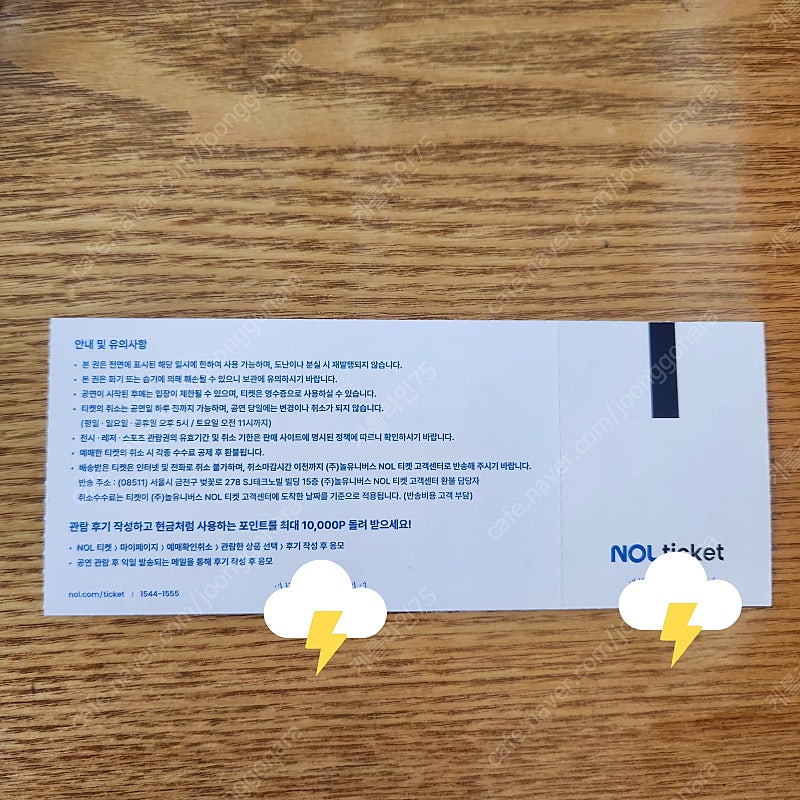 안내 및 유의사항
• 본 권은 전면에 표시된 해당 일시에 한하여 사용 가능하며, 도난이나 분실 시 재발행되지 않습니다.
• 본 권은 화기 또는 습기에 의해 훼손될 수 있으니 보관에 유의하시기 바랍니다.
• 공연이 시작된 후에는 입장이 제한될 수 있으며, 티켓은 영수증으로 사용하실 수 있습니다.
• 티켓의 취소는 공연일 하루 전까지 가능하며, 공연 당일에는 변경이나 취소가 되지 않습니다.
(평일 · 일요일 · 공휴일 오후 5시 / 토요일 오전 11시까지)
• 전시 · 레저 · 스포츠 관람권의 유효기간 및 취소 기한은 판매 사이트에 명시된 정책에 따르니 확인하시기 바랍니다.
• 예매한 티켓의 취소 시 각종 수수료 공제 후 환불됩니다.
• 배송받은 티켓은 인터넷 및 전화로 취소 불가하며, 취소마감시간 이전까지 (주)놀유니버스 NOL 티켓 고객센터로 반송해 주시기 바랍니다.
반송 주소 : (08511) 서울시 금천구 벚꽃로 278 SJ테크노빌 빌딩 15층 (주)놀유니버스 NOL 티켓 고객센터 환불 담당자
취소수수료는 티켓이 (주)놀유니버스 NOL 티켓 고객센터에 도착한 날짜를 기준으로 적용됩니다. (반송비용 고객 부담)
관람 후기 작성하고 현금처럼 사용하는 포인트를 최대 10,000P 돌려 받으세요!
• NOL 티켓 > 마이페이지 > 예매확인취소 > 관람한 상품 선택 > 후기 작성 후 응모
• 공연 관람 후 익일 발송되는 메일을 통해 후기 작성 후 응모
nol.com/ticket | 1544-1555
NOL ticket
cafe.naver.com/joonggonara